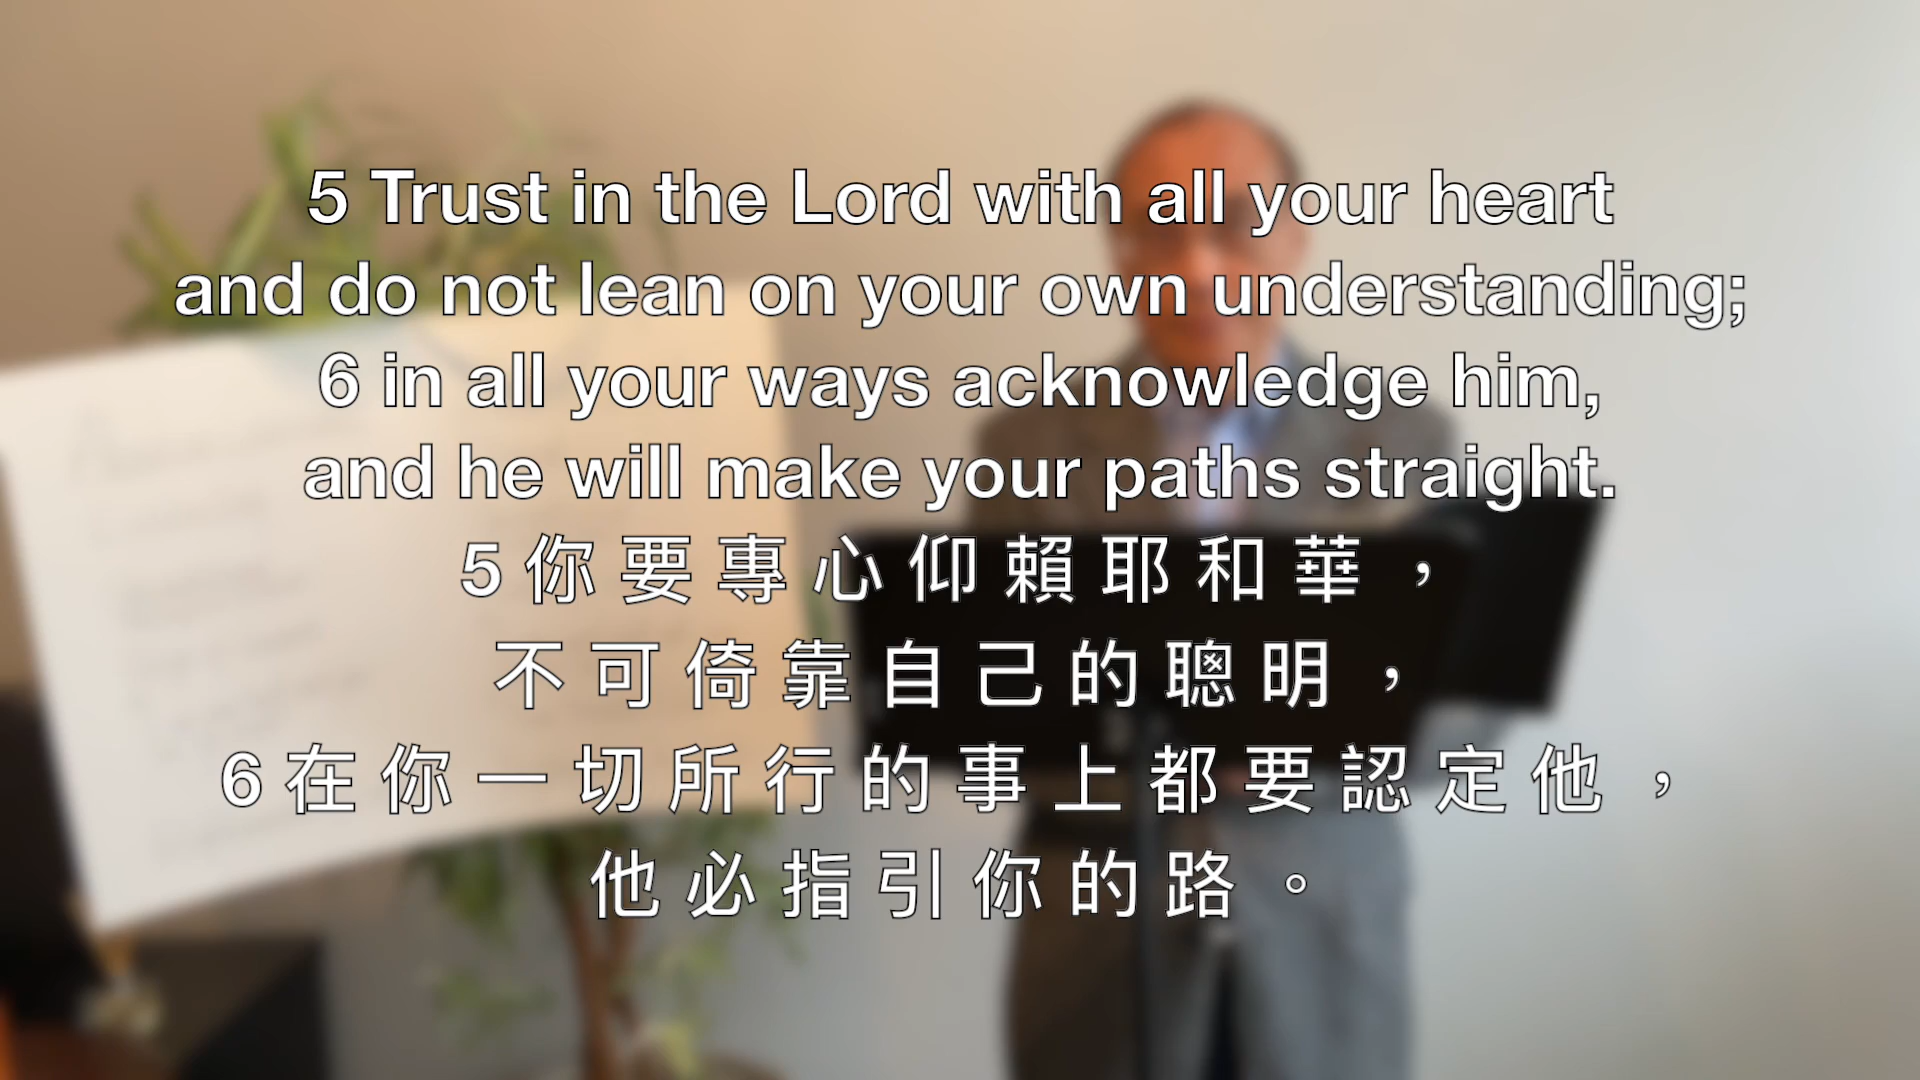 5 Trust in the Lord with all your heart
and do not lean on your own understanding;
6 in all your ways acknowledge him,
and he will make your paths straight.
5 你要專心仰賴耶和華，
不可倚靠自己的聰明，
6 在你一切所行的事上都要認定他，
他必指引你的路。